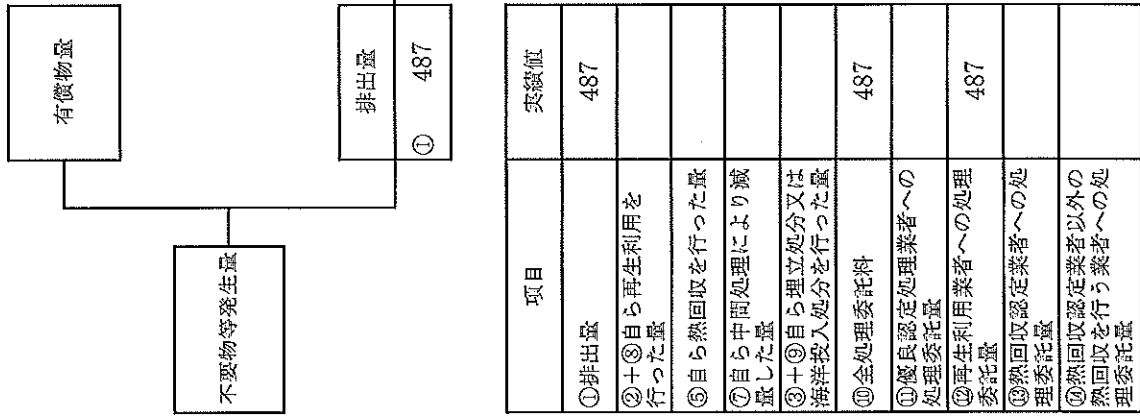 不要物等発生量
有償物量
排出量
① 487
項目 実績値
①排出量 487
②＋⑧自ら再生利用を
行った量
⑤自ら熱回収を行った量
⑦自ら中間処理により減
量した量
③＋⑨自ら埋立処分又は
海洋投入処分を行った量
⑩全処理委託料 487
⑪優良認定処理業者への
処理委託量
⑫再生利用業者への処理
委託量 487
⑬熱回収認定業者への処
理委託量
⑭熱回収認定業者以外の
熱回収を行う業者への処
理委託量